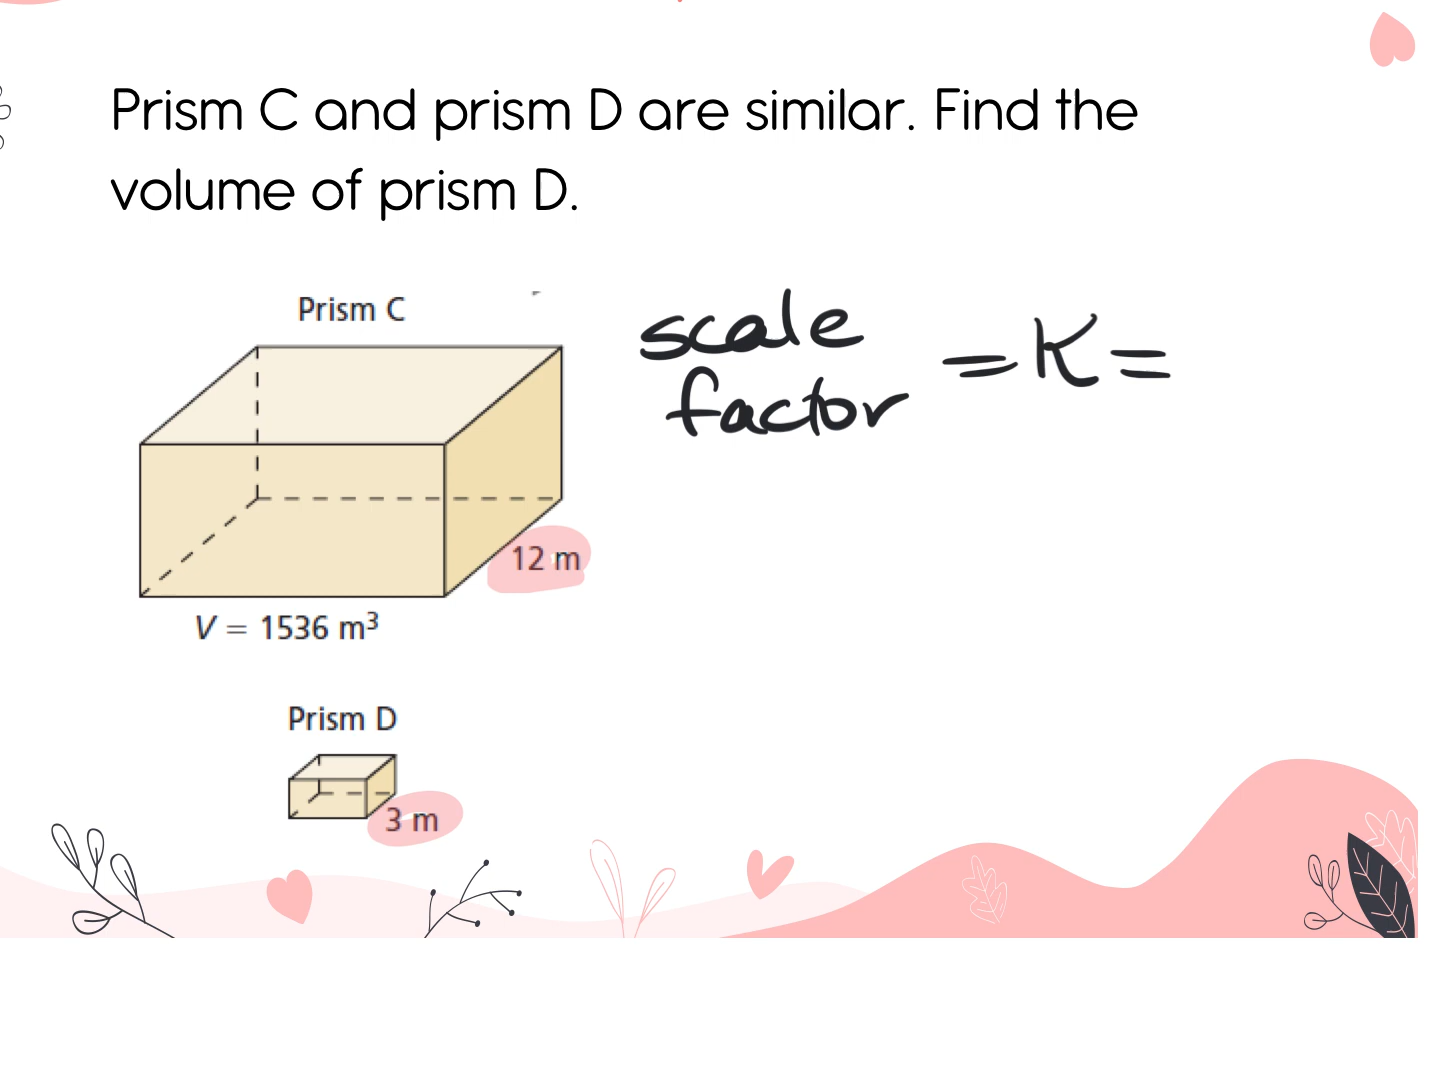 Prism C and prism D are similar. Find the
volume of prism D.
Prism C
scale
factor
=K=
12 m
V = 1536 m³
Prism D
3 m